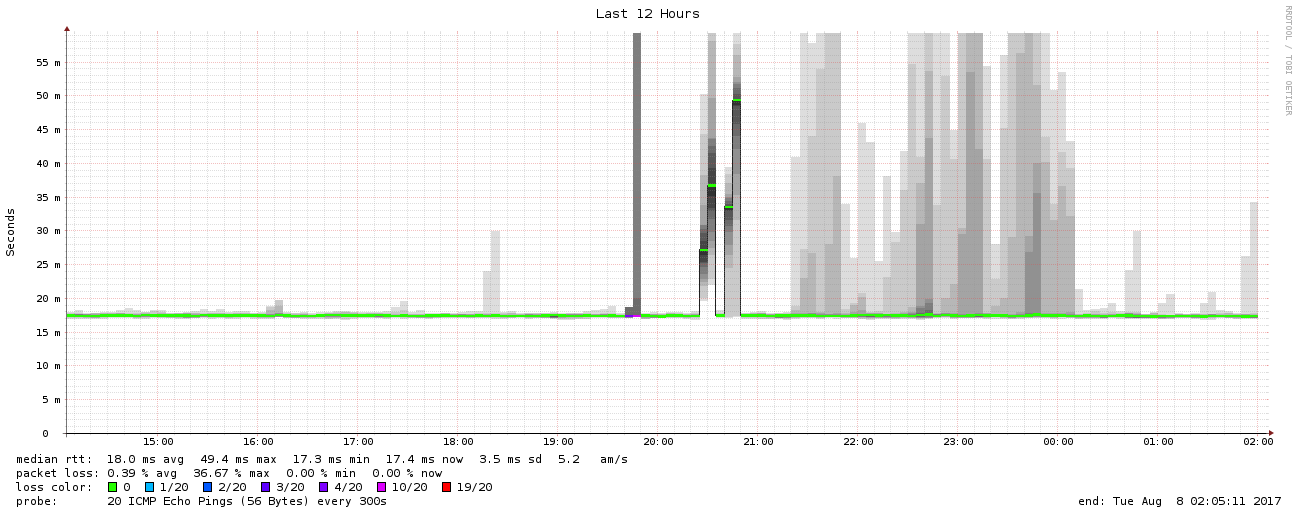 Last 12 Hours
RRDTOOL / TOBI OETIKER
Seconds
55 m
50 m
45 m
40 m
35 m
30 m
25 m
20 m
15 m
10 m
5 m
0
15:00 16:00 17:00 18:00 19:00 20:00 21:00 22:00 23:00 00:00 01:00 02:00
median rtt: 18.0 ms avg 49.4 ms max 17.3 ms min 17.4 ms now 3.5 ms sd 5.2 am/s
packet loss: 0.39 % avg 36.67 % max 0.00 % min 0.00 % now
loss color: 0 1/20 2/20 3/20 4/20 10/20 19/20
probe: 20 ICMP Echo Pings (56 Bytes) every 300s end: Tue Aug 8 02:05:11 2017